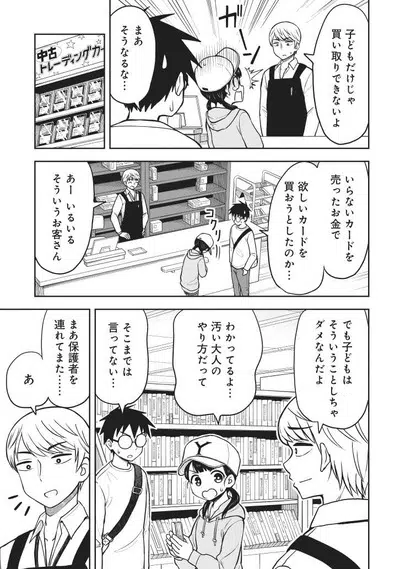 中古
トレーディングカー
子どもだけじゃ
買い取りできないよ
まあ
そうなるな…
いらないカードを
売ったお金で
欲しいカードを
買おうとしたのか…
コクッ
あー いるいる
そういうお客さん
でも子どもは
そういうことしちゃ
ダメなんだよ
わかってるよ…
汚い大人の
やり方だって
そこまでは
言ってない…
Y
まあ保護者を
連れてきま……
あ